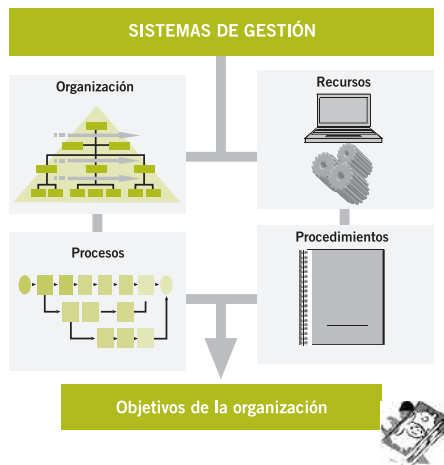 SISTEMAS DE GESTIÓN
Organización
Recursos
Procesos
Procedimientos
Objetivos de la organización